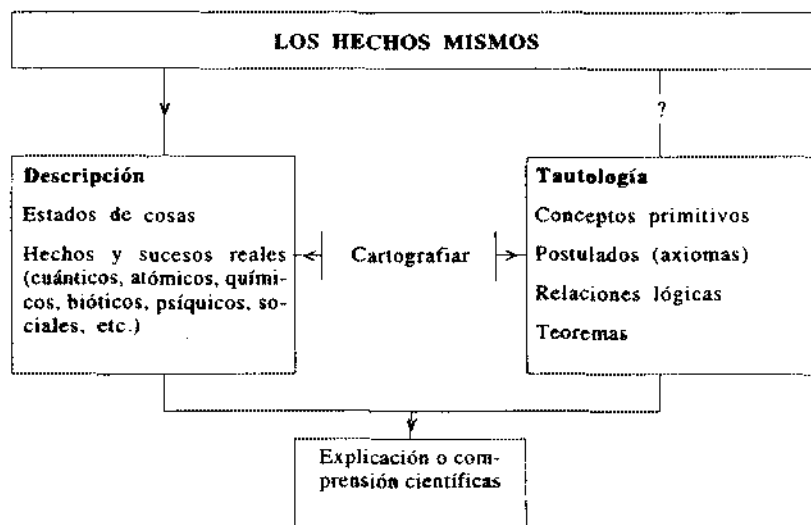 LOS HECHOS MISMOS
?
Descripción
Estados de cosas
Hechos y sucesos reales
(cuánticos, atómicos, quími-
cos, bióticos, psíquicos, so-
ciales, etc.)
Cartografiar
Tautología
Conceptos primitivos
Postulados (axiomas)
Relaciones lógicas
Teoremas
Explicación o com-
prensión científicas